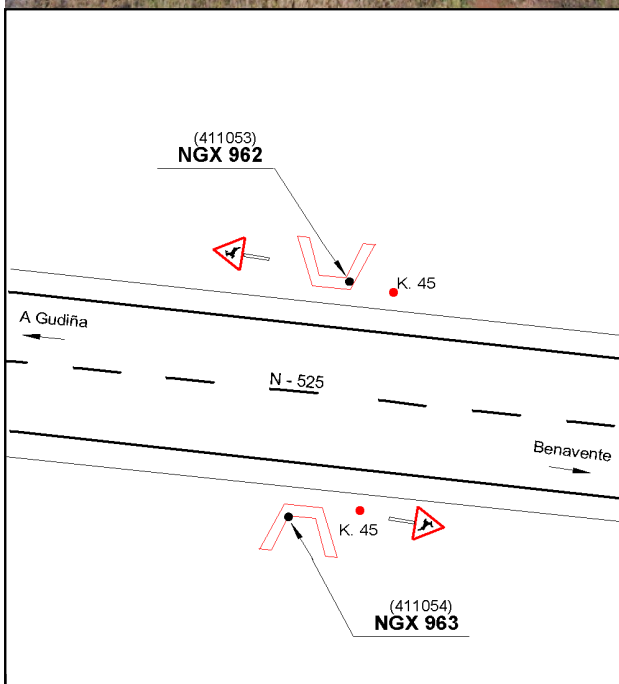 (411053)
NGX 962
K. 45
A Gudiña
N - 525
Benavente
K. 45
(411054)
NGX 963